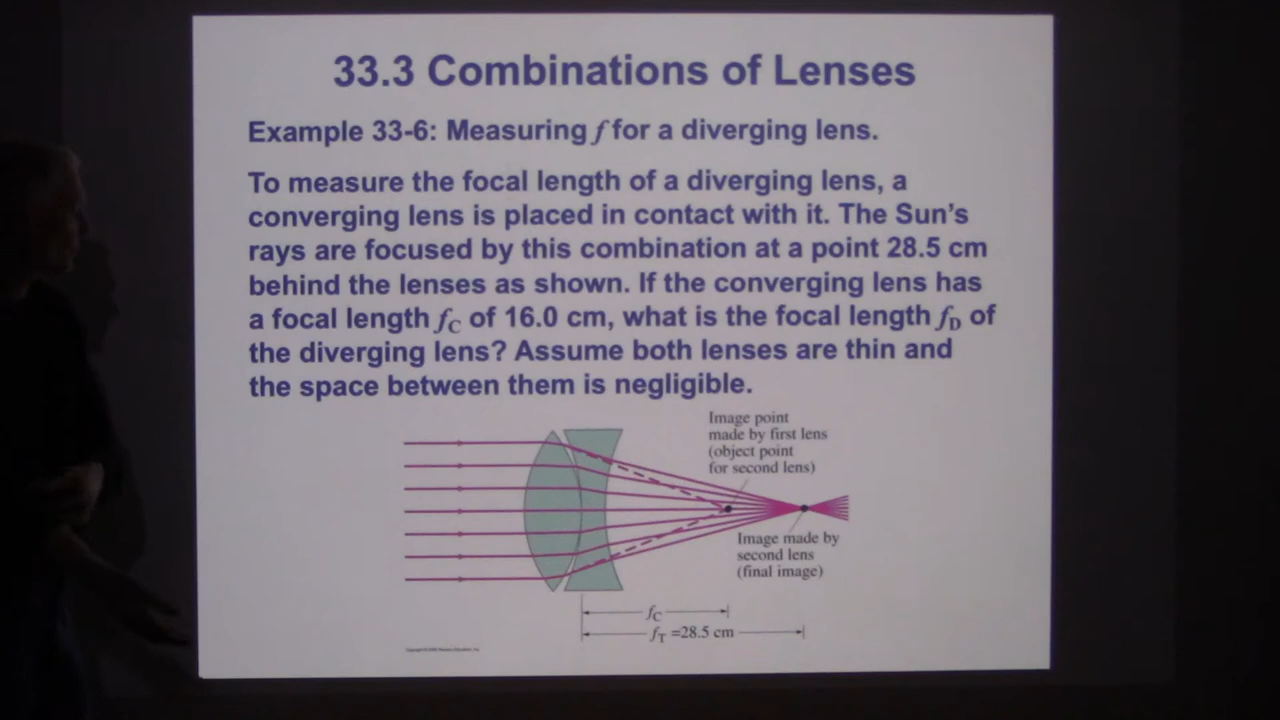 33.3 Combinations of Lenses
Example 33-6: Measuring f for a diverging lens.
To measure the focal length of a diverging lens, a
converging lens is placed in contact with it. The Sun's
rays are focused by this combination at a point 28.5 cm
behind the lenses as shown. If the converging lens has
a focal length fC of 16.0 cm, what is the focal length fD of
the diverging lens? Assume both lenses are thin and
the space between them is negligible.
Image point
made by first lens
(object point
for second lens)
Image made by
second lens
(final image)
fC
fT =28.5 cm